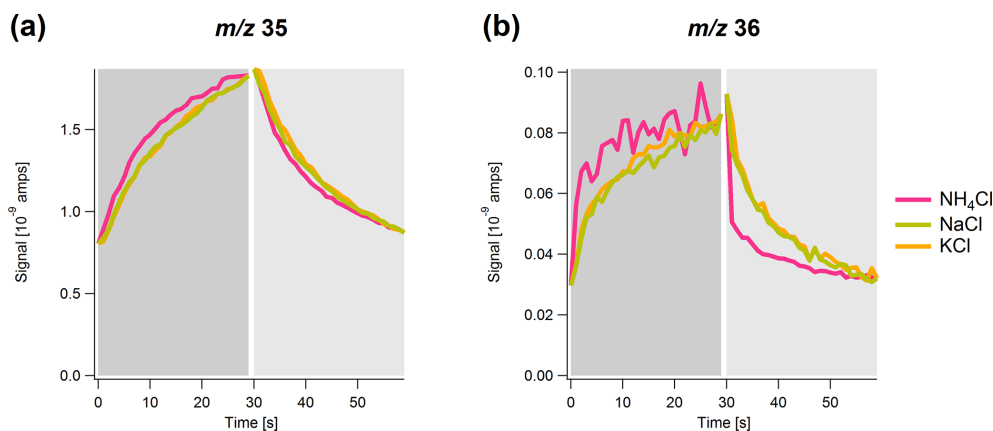 (a)
m/z 35
Signal [10⁻⁹ amps]
1.5
1.0
0.5
0.0
0 10 20 30 40 50
Time [s]
(b)
m/z 36
Signal [10⁻⁹ amps]
0.10
0.08
0.06
0.04
0.02
0.00
0 10 20 30 40 50
Time [s]
NH₄Cl
NaCl
KCl